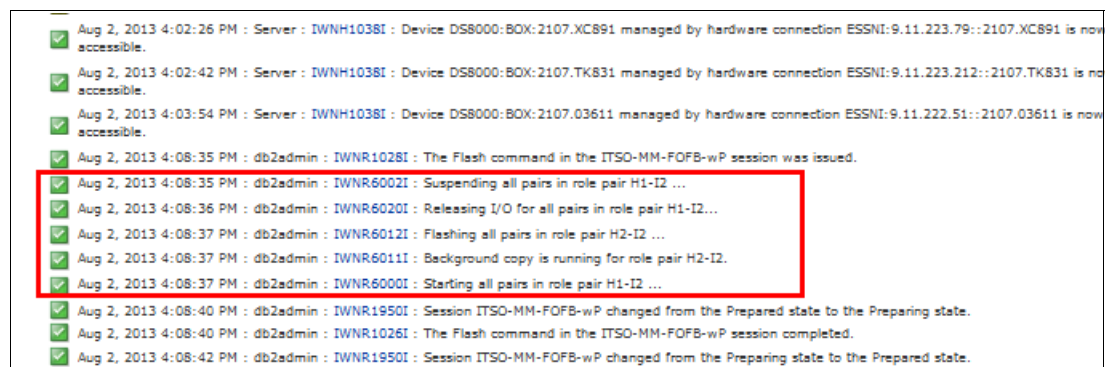 Aug 2, 2013 4:02:26 PM : Server : IWNH1038I : Device DS8000:BOX:2107.XC891 managed by hardware connection ESSNI:9.11.223.79::2107.XC891 is now
accessible.
Aug 2, 2013 4:02:42 PM : Server : IWNH1038I : Device DS8000:BOX:2107.TK831 managed by hardware connection ESSNI:9.11.223.212::2107.TK831 is no
accessible.
Aug 2, 2013 4:03:54 PM : Server : IWNH1038I : Device DS8000:BOX:2107.03611 managed by hardware connection ESSNI:9.11.222.51::2107.03611 is now
accessible.
Aug 2, 2013 4:08:35 PM : db2admin : IWNR1028I : The Flash command in the ITSO-MM-FOFB-wP session was issued.
Aug 2, 2013 4:08:35 PM : db2admin : IWNR6002I : Suspending all pairs in role pair H1-I2 ...
Aug 2, 2013 4:08:36 PM : db2admin : IWNR6020I : Releasing I/O for all pairs in role pair H1-I2...
Aug 2, 2013 4:08:37 PM : db2admin : IWNR6012I : Flashing all pairs in role pair H2-I2 ...
Aug 2, 2013 4:08:37 PM : db2admin : IWNR6011I : Background copy is running for role pair H2-I2.
Aug 2, 2013 4:08:37 PM : db2admin : IWNR6000I : Starting all pairs in role pair H1-I2 ...
Aug 2, 2013 4:08:40 PM : db2admin : IWNR1950I : Session ITSO-MM-FOFB-wP changed from the Prepared state to the Preparing state.
Aug 2, 2013 4:08:40 PM : db2admin : IWNR1026I : The Flash command in the ITSO-MM-FOFB-wP session completed.
Aug 2, 2013 4:08:42 PM : db2admin : IWNR1950I : Session ITSO-MM-FOFB-wP changed from the Preparing state to the Prepared state.